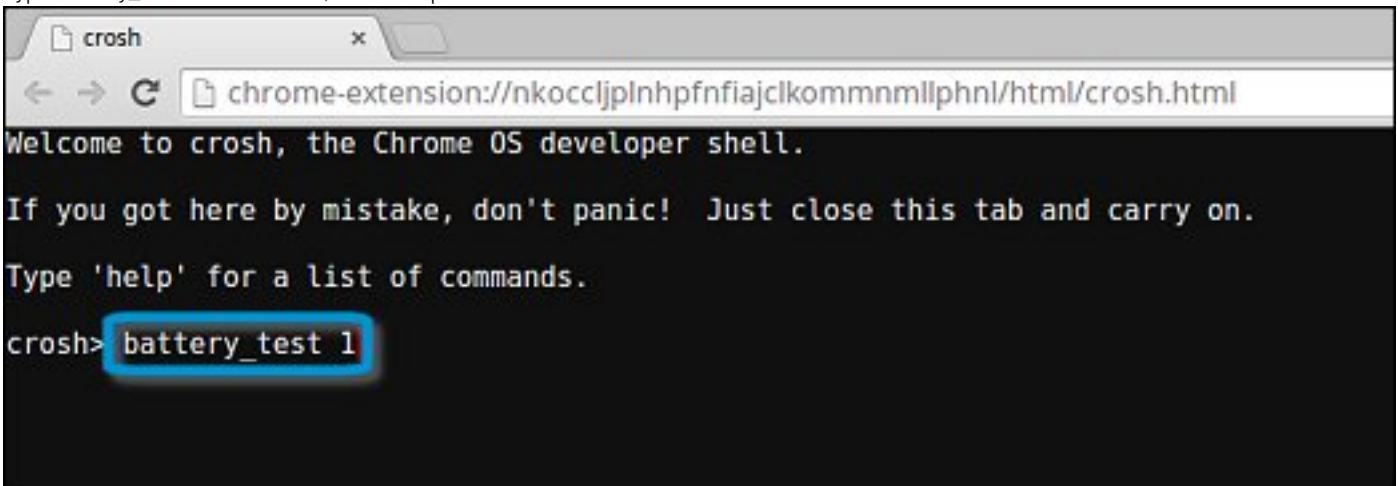 crosh
chrome-extension://nkoccljplnhpfnfiajclkommnmllphnl/html/crosh.html
Welcome to crosh, the Chrome OS developer shell.
If you got here by mistake, don't panic!  Just close this tab and carry on.
Type 'help' for a list of commands.
crosh> battery_test 1